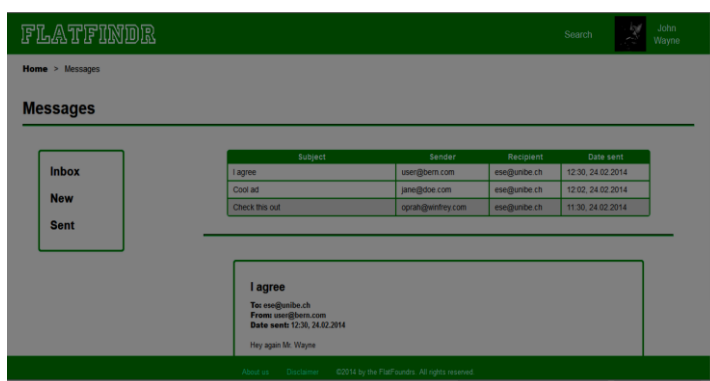 FLATFINDR
Search
John
Wayne
Home > Messages
Messages
Inbox
New
Sent
Subject Sender Recipient Date sent
I agree user@bern.com ese@unibe.ch 12:30, 24.02.2014
Cool ad jane@doe.com ese@unibe.ch 12:02, 24.02.2014
Check this out oprah@winfrey.com ese@unibe.ch 11:30, 24.02.2014
I agree
To: ese@unibe.ch
From: user@bern.com
Date sent: 12:30, 24.02.2014
Hey again Mr. Wayne
About us Disclaimer ©2014 by the FlatFoundrs. All rights reserved